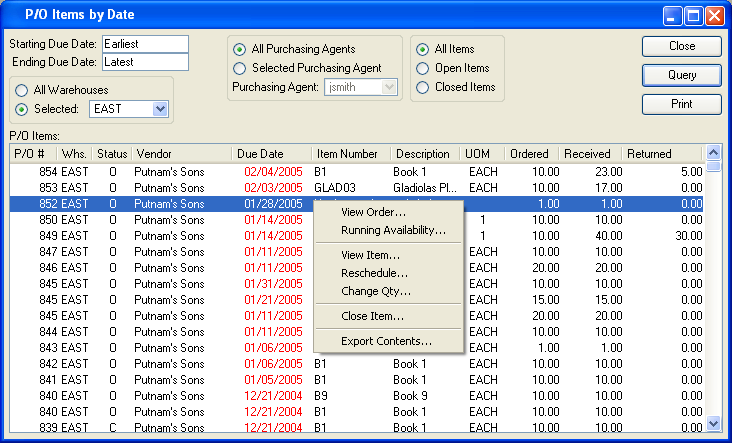 P/O Items by Date
Starting Due Date: Earliest
Ending Due Date: Latest
All Warehouses
Selected: EAST
All Purchasing Agents
Selected Purchasing Agent
Purchasing Agent: jsmith
All Items
Open Items
Closed Items
Close
Query
Print
P/O Items:
P/O # Whs. Status Vendor Due Date Item Number Description UOM Ordered Received Returned
854 EAST O Putnam's Sons 02/04/2005 B1 Book 1 EACH 10.00 23.00 5.00
853 EAST O Putnam's Sons 02/03/2005 GLAD03 Gladiolas Pl... EACH 10.00 17.00 0.00
852 EAST O Putnam's Sons 01/28/2005 1.00 1.00 0.00
850 EAST O Putnam's Sons 01/14/2005 1 10.00 10.00 0.00
849 EAST O Putnam's Sons 01/14/2005 1 10.00 40.00 30.00
847 EAST O Putnam's Sons 01/11/2005 EACH 10.00 10.00 0.00
846 EAST O Putnam's Sons 01/11/2005 EACH 20.00 20.00 0.00
845 EAST O Putnam's Sons 01/31/2005 EACH 10.00 10.00 0.00
845 EAST O Putnam's Sons 01/21/2005 EACH 15.00 15.00 0.00
845 EAST O Putnam's Sons 01/11/2005 EACH 20.00 20.00 0.00
844 EAST O Putnam's Sons 01/11/2005 EACH 10.00 10.00 0.00
843 EAST O Putnam's Sons 01/06/2005 EACH 1.00 1.00 0.00
842 EAST O Putnam's Sons 01/06/2005 B1 Book 1 EACH 10.00 10.00 0.00
841 EAST O Putnam's Sons 01/05/2005 B1 Book 1 EACH 10.00 10.00 0.00
840 EAST O Putnam's Sons 12/21/2004 B9 Book 9 EACH 10.00 10.00 0.00
840 EAST O Putnam's Sons 12/21/2004 B1 Book 1 EACH 10.00 10.00 0.00
839 EAST C Putnam's Sons 12/21/2004 B1 Book 1 EACH 10.00 10.00 0.00
View Order...
Running Availability...
View Item...
Reschedule...
Change Qty...
Close Item...
Export Contents...